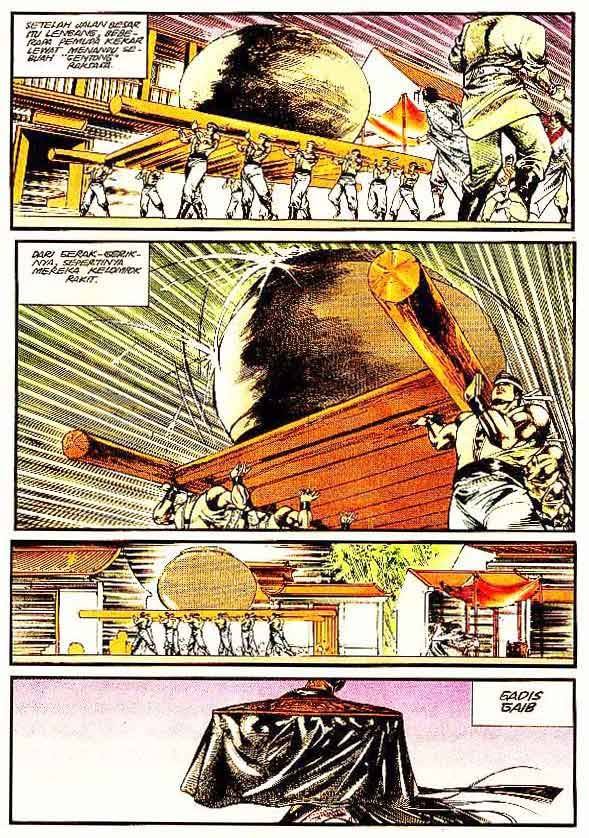 SETELAH JALAN BESAR
ITU LENGANG, BEBE-
RAPA PEMUDA KEKAR
LEWAT MENANDU SE-
BUAH "GENTONG"
RAKSASA.
DARI GERAK-GERIK-
NYA, SEPERTINYA
MEREKA KELOMPOK
RAKIT.
GADIS
GAIB